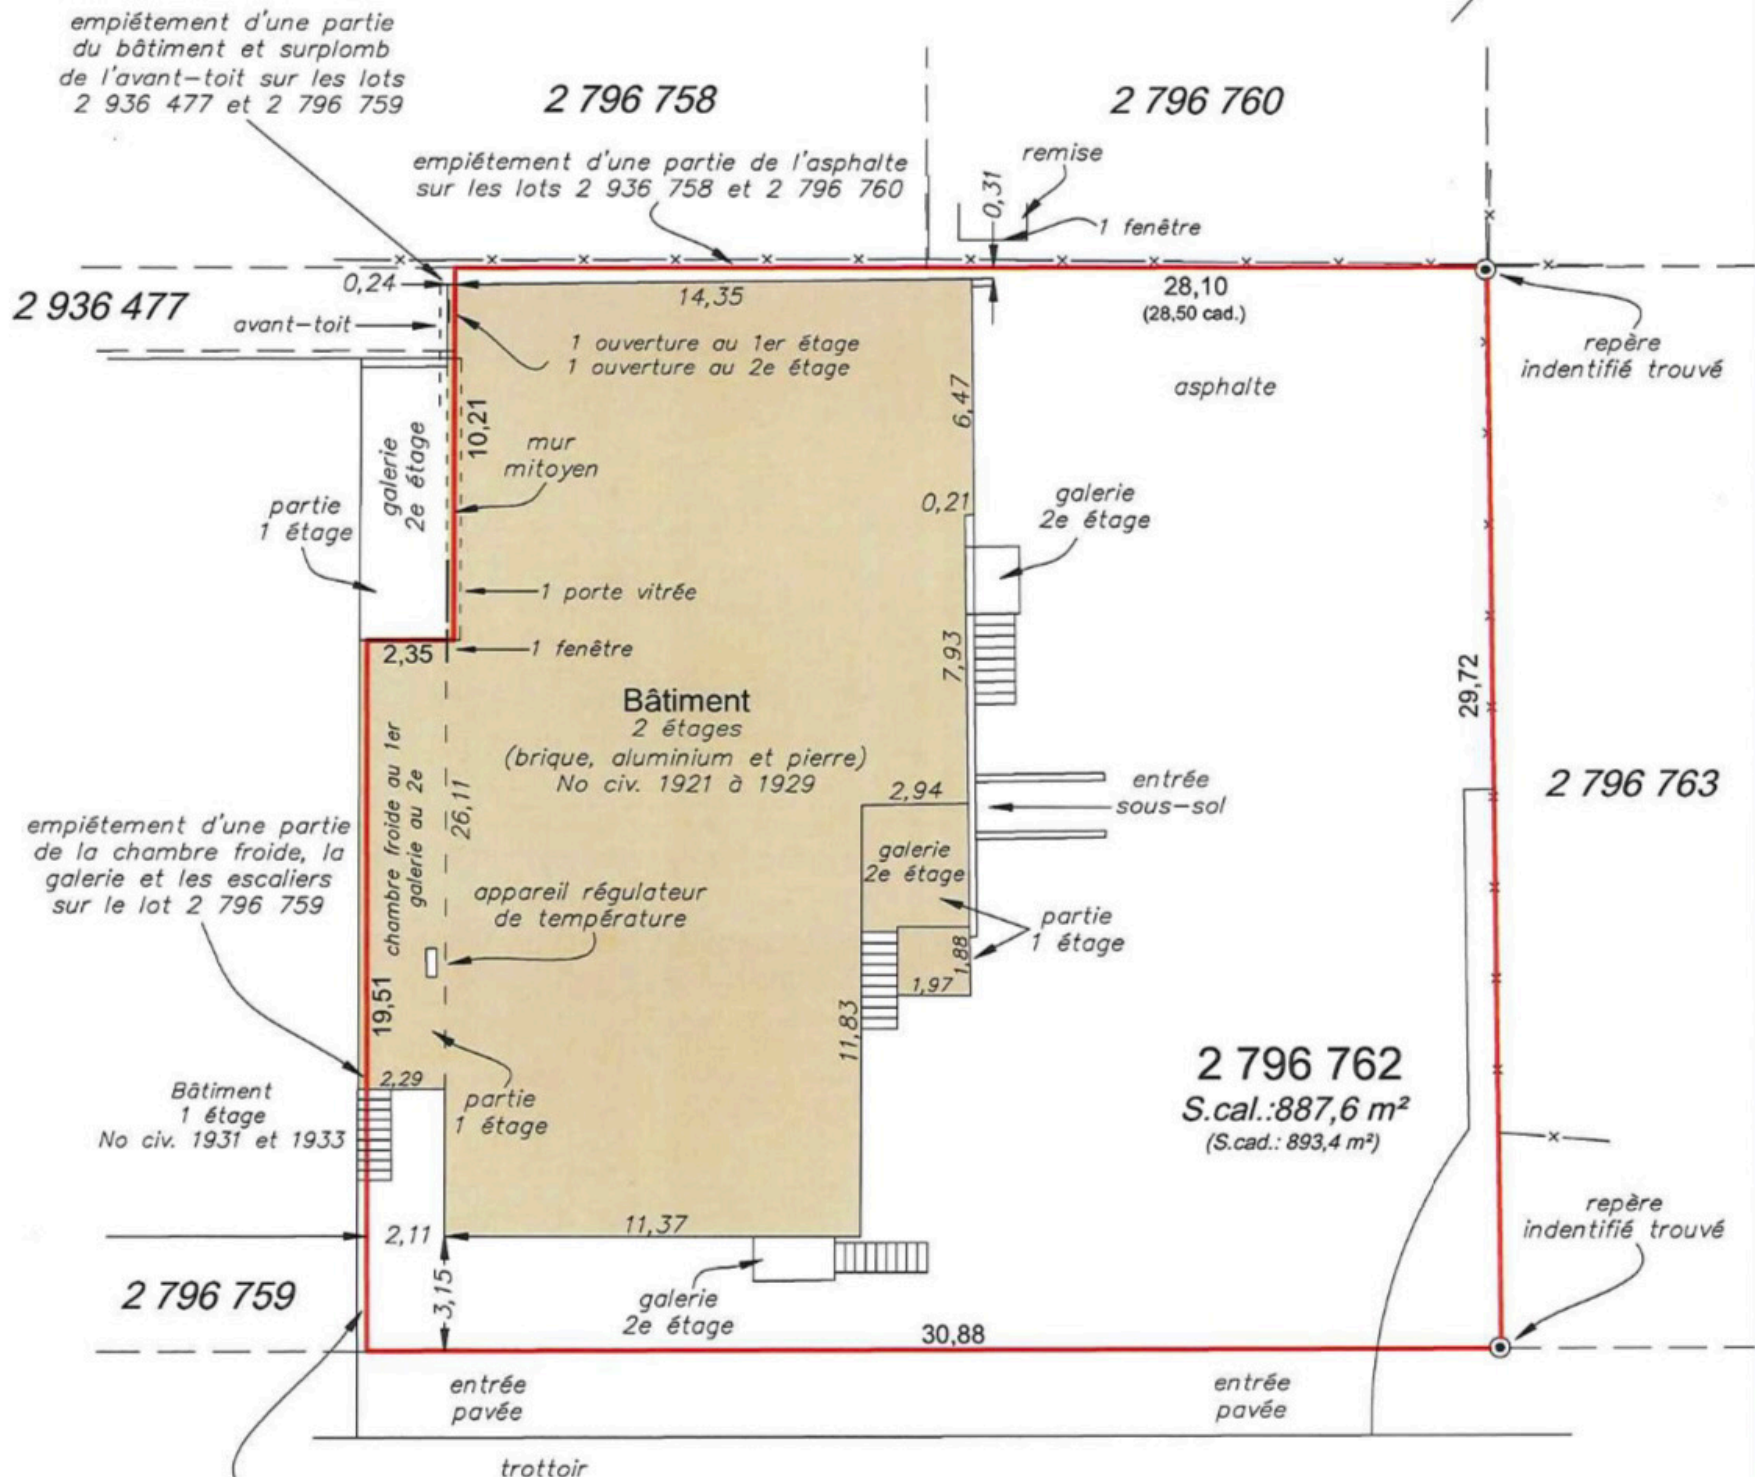 empiétement d'une partie
du bâtiment et surplomb
de l'avant-toit sur les lots
2 936 477 et 2 796 759
2 796 758
2 796 760
empiétement d'une partie de l'asphalte
sur les lots 2 936 758 et 2 796 760
remise
0,31
1 fenêtre
0,24
14,35
28,10
(28,50 cad.)
2 936 477
avant-toit
1 ouverture au 1er étage
1 ouverture au 2e étage
repère
indentifié trouvé
asphalte
6,47
10,21
galerie
2e étage
mur
mitoyen
partie
1 étage
0,21
galerie
2e étage
1 porte vitrée
2,35
1 fenêtre
7,93
29,72
Bâtiment
2 étages
(brique, aluminium et pierre)
No civ. 1921 à 1929
chambre froide au 1er
galerie au 2e
26,11
2,94
entrée
sous-sol
2 796 763
empiétement d'une partie
de la chambre froide, la
galerie et les escaliers
sur le lot 2 796 759
galerie
2e étage
appareil régulateur
de température
partie
1 étage
1,88
1,97
19,51
11,83
2 796 762
S.cal.:887,6 m²
(S.cad.: 893,4 m²)
2,29
Bâtiment
1 étage
No civ. 1931 et 1933
partie
1 étage
repère
indentifié trouvé
2,11
11,37
3,15
2 796 759
galerie
2e étage
30,88
entrée
pavée
entrée
pavée
trottoir